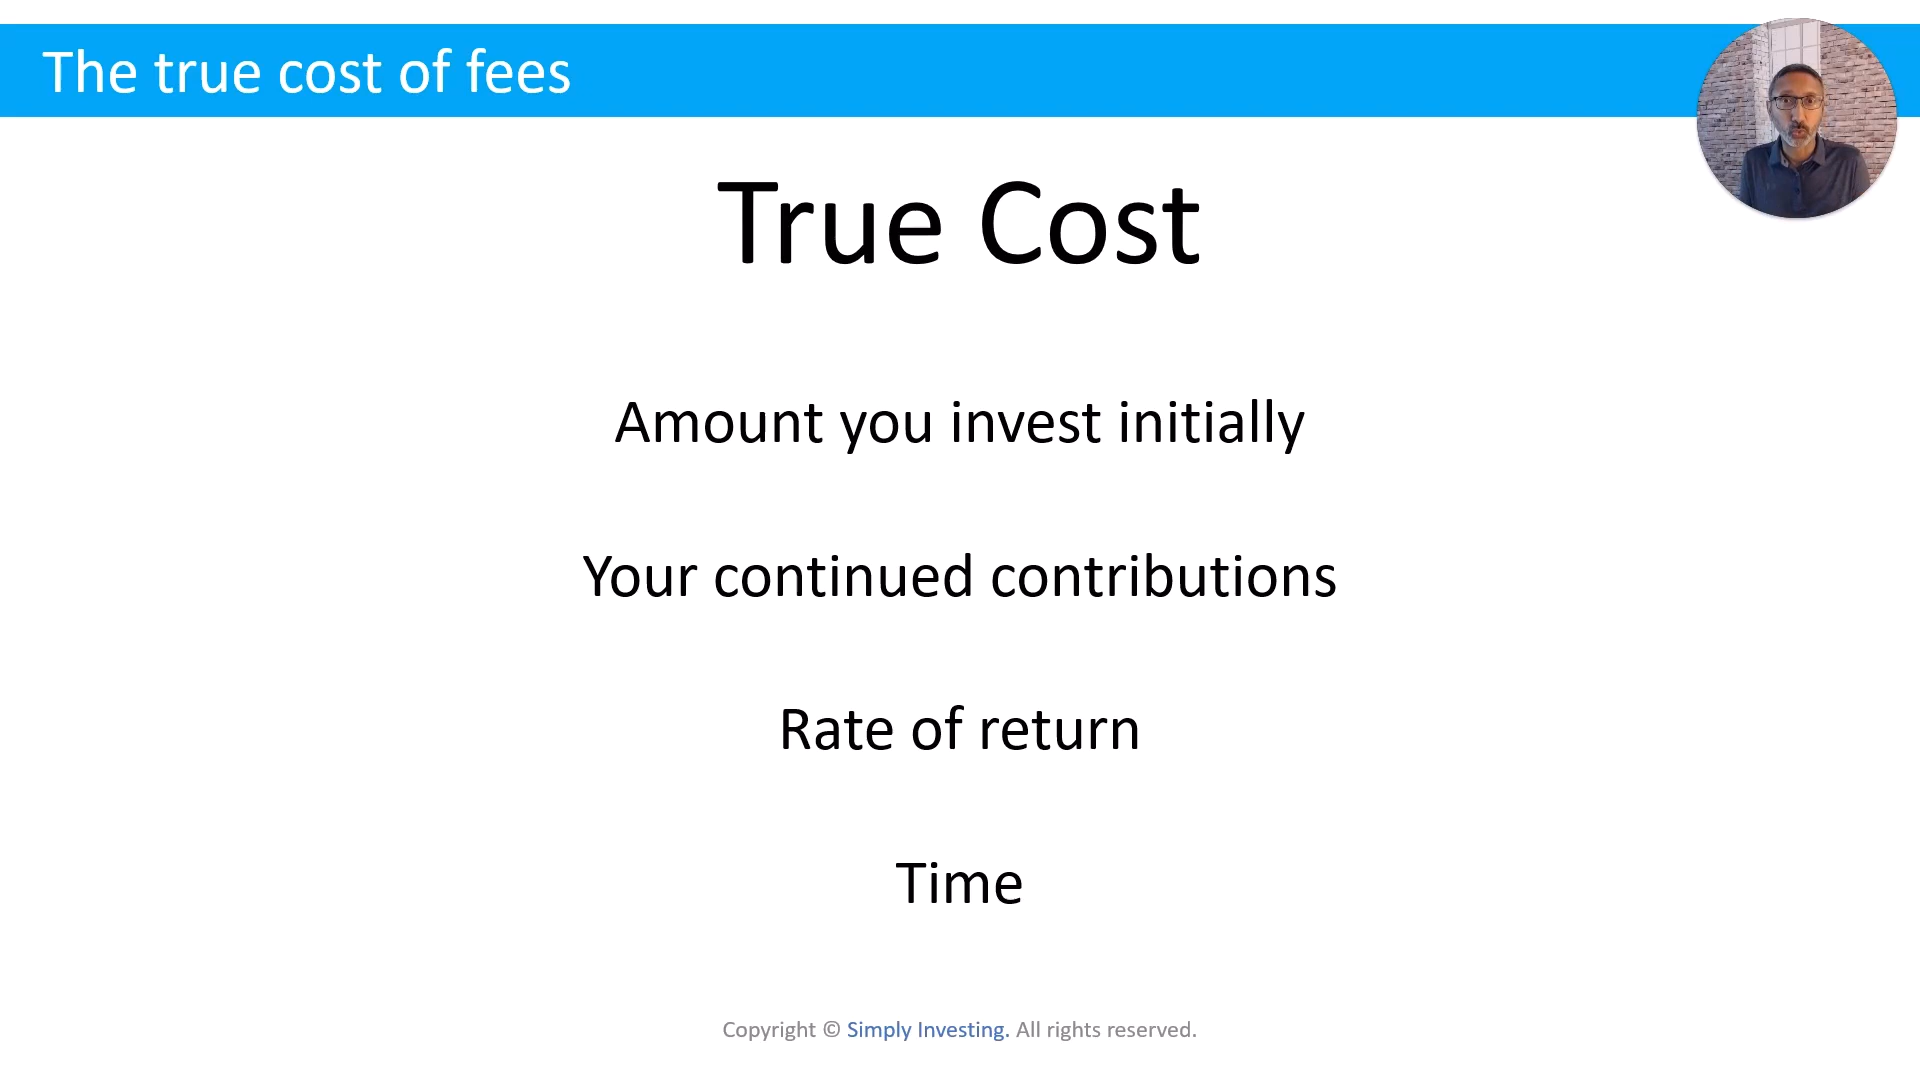 The true cost of fees
True Cost
Amount you invest initially
Your continued contributions
Rate of return
Time
Copyright © Simply Investing. All rights reserved.